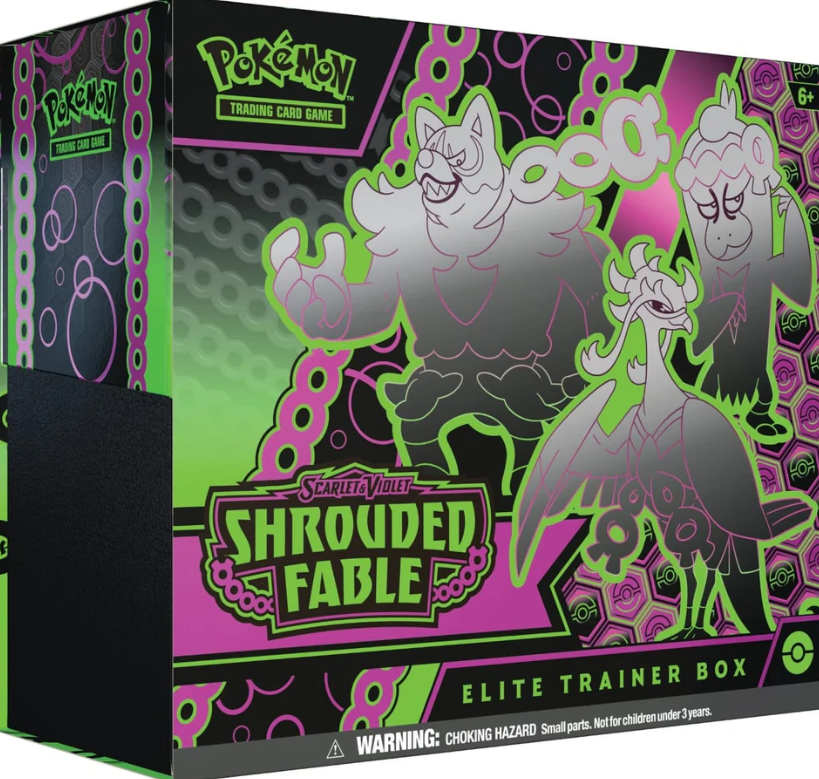 POKÉMON
TRADING CARD GAME
POKÉMON™
TRADING CARD GAME
6+
SCARLET & VIOLET
SHROUDED
FABLE
ELITE TRAINER BOX
WARNING: CHOKING HAZARD Small parts. Not for children under 3 years.